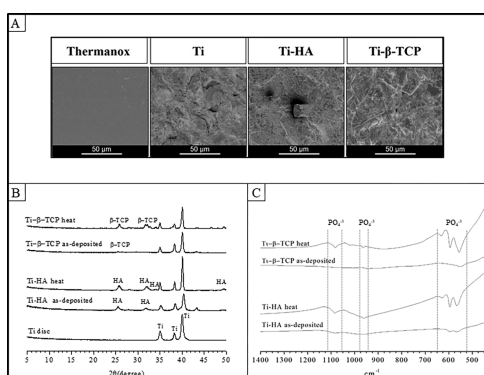 A
Thermanox Ti Ti-HA Ti-β-TCP
50 µm 50 µm 50 µm 50 µm
B
Ti-β-TCP heat
β-TCP β-TCP
Ti-β-TCP as-deposited
β-TCP
Ti-HA heat
HA HA HA HA
Ti-HA as-deposited
HA HA
Ti disc
Ti Ti Ti
5 10 15 20 25 30 35 40 45 50
2θ(degree)
C
PO₄⁻³ PO₄⁻³ PO₄⁻³
Ti-β-TCP heat
Ti-β-TCP as-deposited
Ti-HA heat
Ti-HA as-deposited
1400 1300 1200 1100 1000 900 800 700 600 500
cm⁻¹